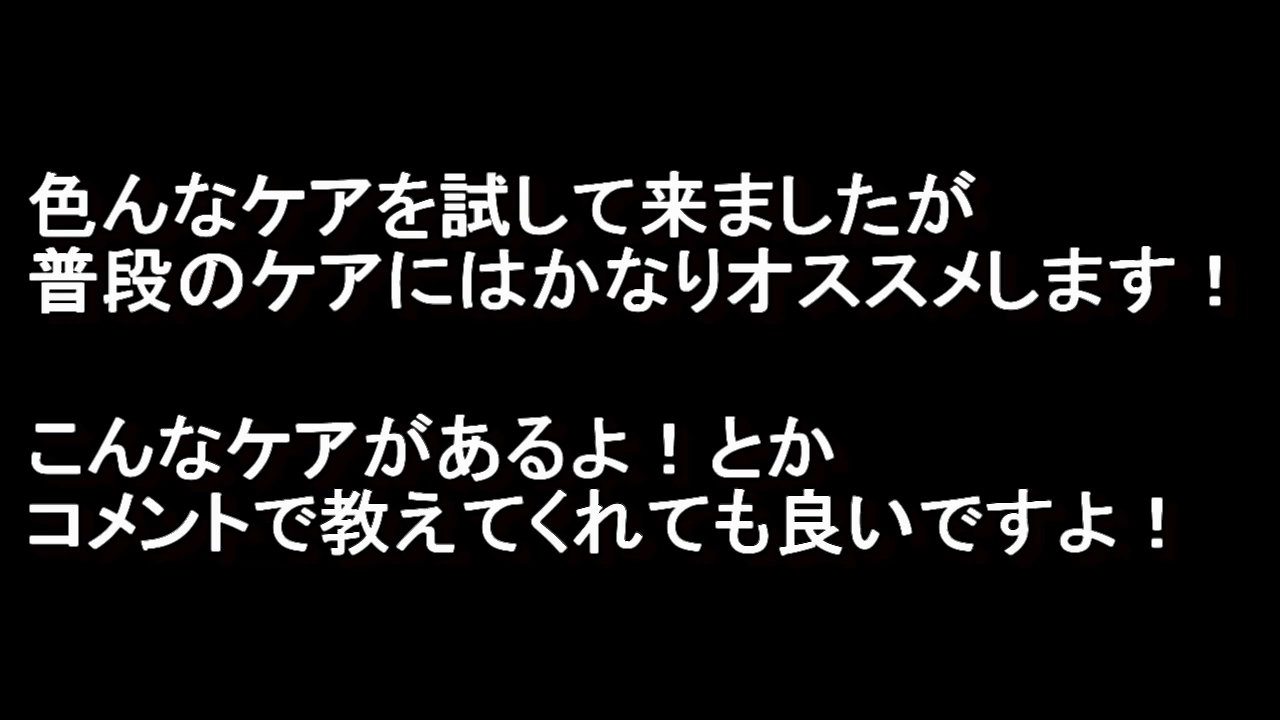 色んなケアを試して来ましたが
普段のケアにはかなりオススメします！
こんなケアがあるよ！とか
コメントで教えてくれても良いですよ！